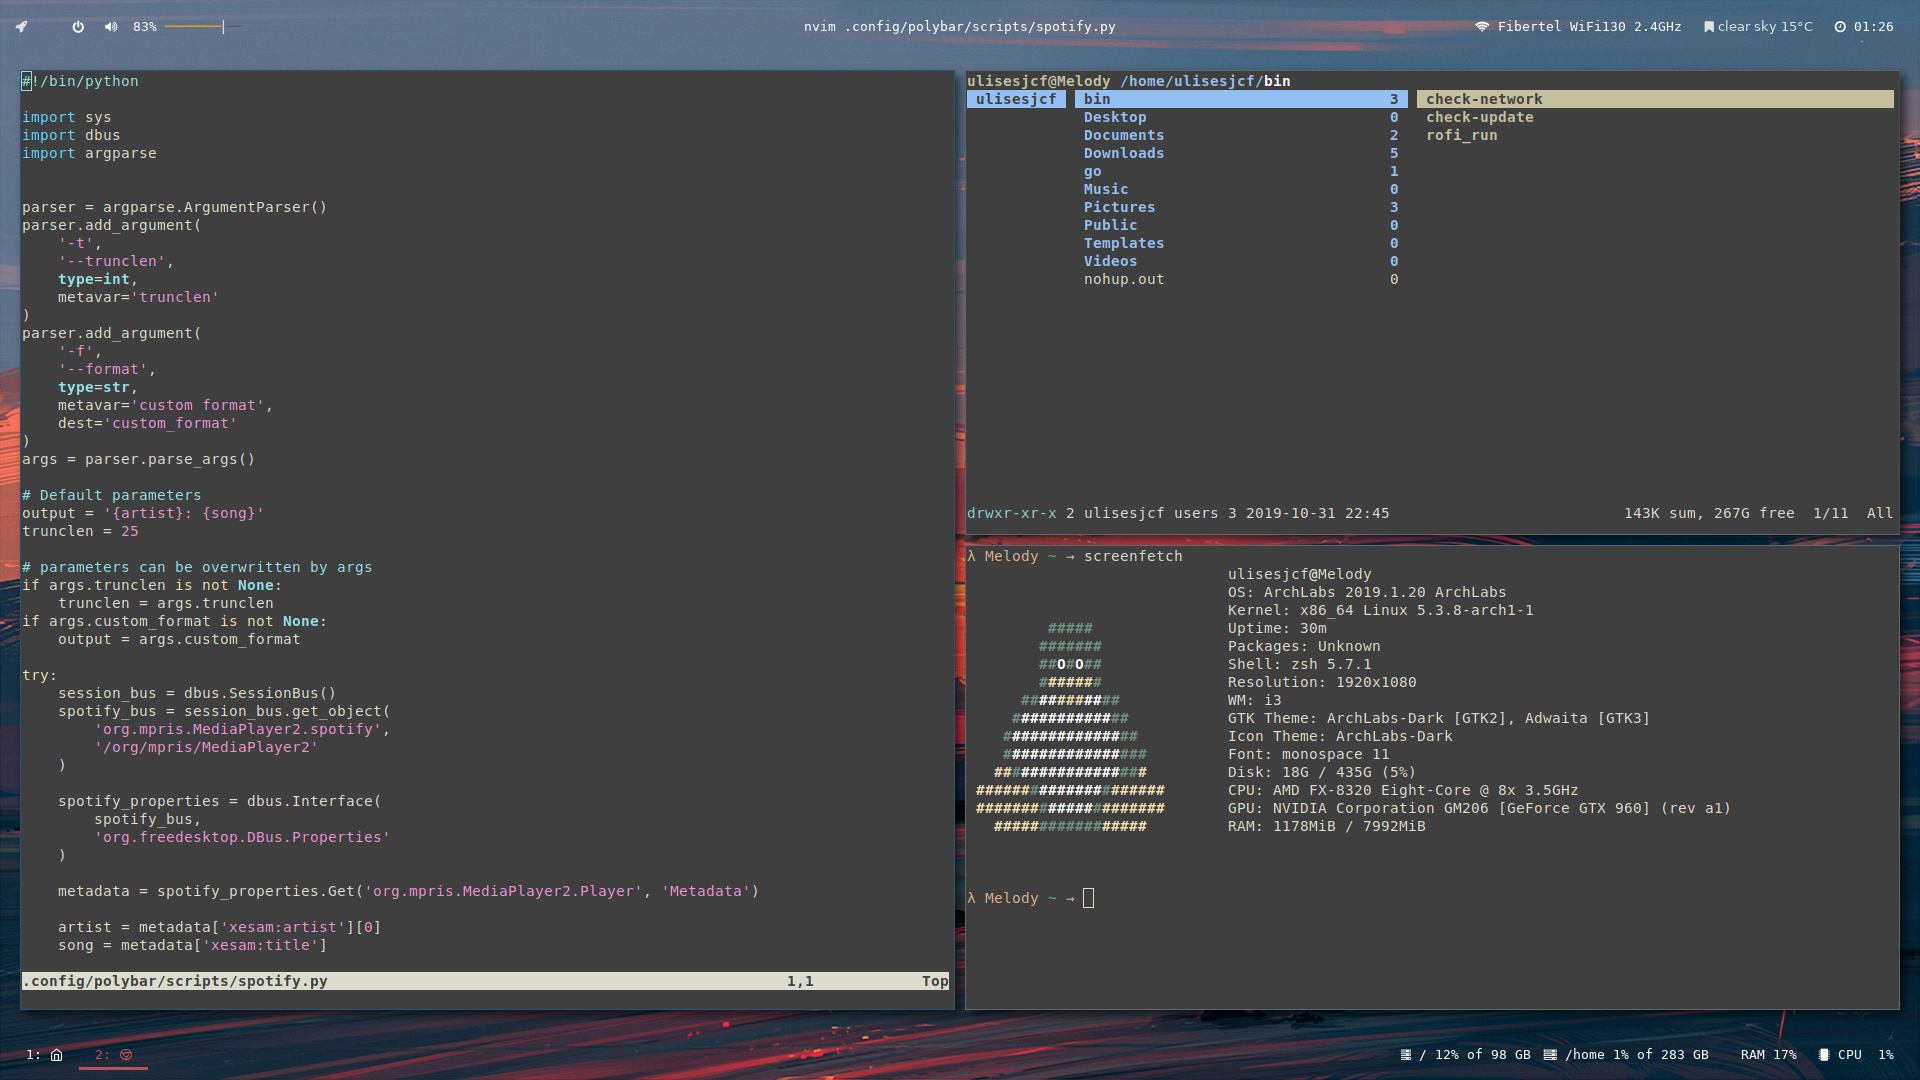 83%
nvim .config/polybar/scripts/spotify.py
Fibertel WiFi130 2.4GHz
clear sky 15°C
01:26
#!/bin/python
import sys
import dbus
import argparse
parser = argparse.ArgumentParser()
parser.add_argument(
    '-t',
    '--trunclen',
    type=int,
    metavar='trunclen'
)
parser.add_argument(
    '-f',
    '--format',
    type=str,
    metavar='custom format',
    dest='custom_format'
)
args = parser.parse_args()
# Default parameters
output = '{artist}: {song}'
trunclen = 25
# parameters can be overwritten by args
if args.trunclen is not None:
    trunclen = args.trunclen
if args.custom_format is not None:
    output = args.custom_format
try:
    session_bus = dbus.SessionBus()
    spotify_bus = session_bus.get_object(
        'org.mpris.MediaPlayer2.spotify',
        '/org/mpris/MediaPlayer2'
    )
    spotify_properties = dbus.Interface(
        spotify_bus,
        'org.freedesktop.DBus.Properties'
    )
    metadata = spotify_properties.Get('org.mpris.MediaPlayer2.Player', 'Metadata')
    artist = metadata['xesam:artist'][0]
    song = metadata['xesam:title']
.config/polybar/scripts/spotify.py 1,1 Top
ulisesjcf@Melody /home/ulisesjcf/bin
ulisesjcf bin 3 check-network
Desktop 0 check-update
Documents 2 rofi_run
Downloads 5
go 1
Music 0
Pictures 3
Public 0
Templates 0
Videos 0
nohup.out 0
drwxr-xr-x 2 ulisesjcf users 3 2019-10-31 22:45 143K sum, 267G free 1/11 All
λ Melody ~ → screenfetch
ulisesjcf@Melody
OS: ArchLabs 2019.1.20 ArchLabs
Kernel: x86_64 Linux 5.3.8-arch1-1
##### Uptime: 30m
####### Packages: Unknown
##O#O## Shell: zsh 5.7.1
####### Resolution: 1920x1080
########### WM: i3
############# GTK Theme: ArchLabs-Dark [GTK2], Adwaita [GTK3]
############### Icon Theme: ArchLabs-Dark
################ Font: monospace 11
################# Disk: 18G / 435G (5%)
##################### CPU: AMD FX-8320 Eight-Core @ 8x 3.5GHz
##################### GPU: NVIDIA Corporation GM206 [GeForce GTX 960] (rev a1)
################# RAM: 1178MiB / 7992MiB
λ Melody ~ →
1:
2:
/ 12% of 98 GB
/home 1% of 283 GB
RAM 17%
CPU 1%